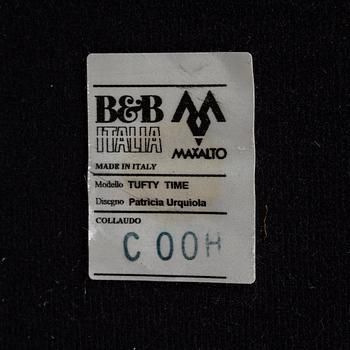 B&B
ITALIA
MAXALTO
MADE IN ITALY
Modello TUFTY TIME
Disegno Patricia Urquiola
COLLAUDO
C 00H